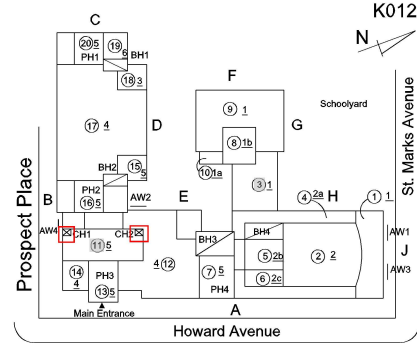 K012
N
C
20 5
19
6
BH1
PH1
18 3
F
Schoolyard
9 1
17 4
D
G
8 1b
BH2
15
5
10 1a
3 1
St. Marks Avenue
PH2
16 5
4 2a
H
1 1
B
AW2
E
AW4
CH1
CH2
AW1
BH3
BH4
11 5
J
Prospect Place
4 12
5 2b
2 2
14
4
PH3
7 5
6 2c
AW3
13 5
PH4
Main Entrance
A
Howard Avenue